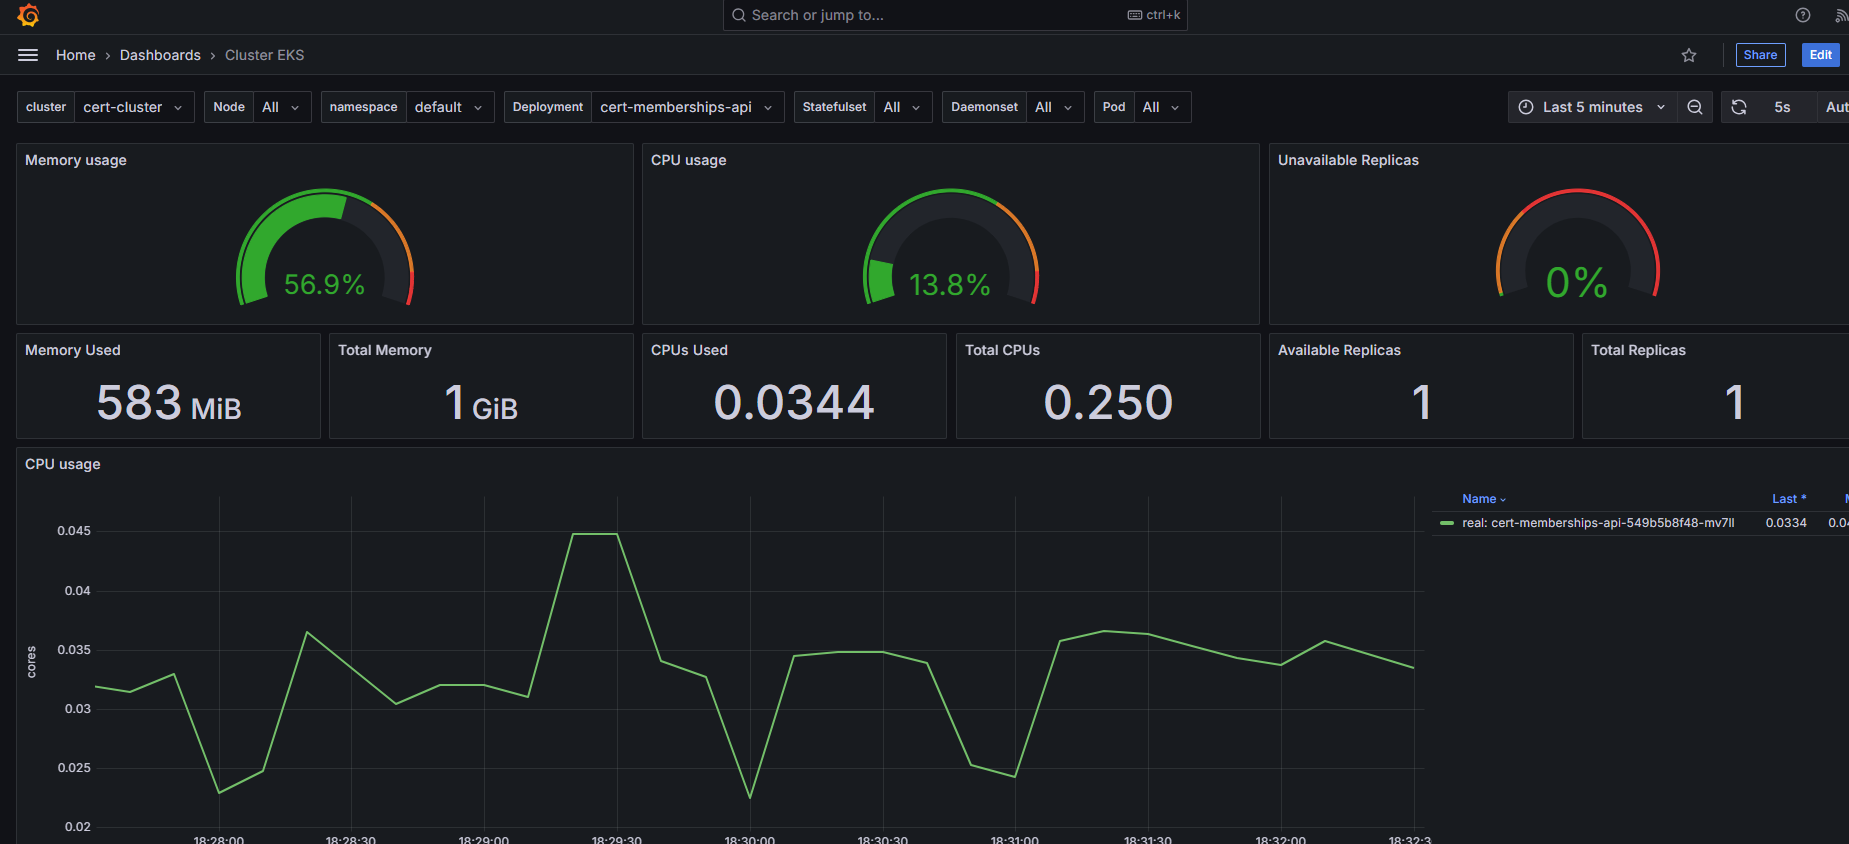 Search or jump to... ctrl+k
Home › Dashboards › Cluster EKS
Share Edit
cluster cert-cluster Node All namespace default Deployment cert-memberships-api Statefulset All Daemonset All Pod All Last 5 minutes 5s
Memory usage
56.9%
CPU usage
13.8%
Unavailable Replicas
0%
Memory Used
583 MiB
Total Memory
1 GiB
CPUs Used
0.0344
Total CPUs
0.250
Available Replicas
1
Total Replicas
1
CPU usage
cores
0.045
0.04
0.035
0.03
0.025
0.02
18:28:00 18:28:30 18:29:00 18:29:30 18:30:00 18:30:30 18:31:00 18:31:30 18:32:00 18:32:3
Name Last *
real: cert-memberships-api-549b5b8f48-mv7ll 0.0334